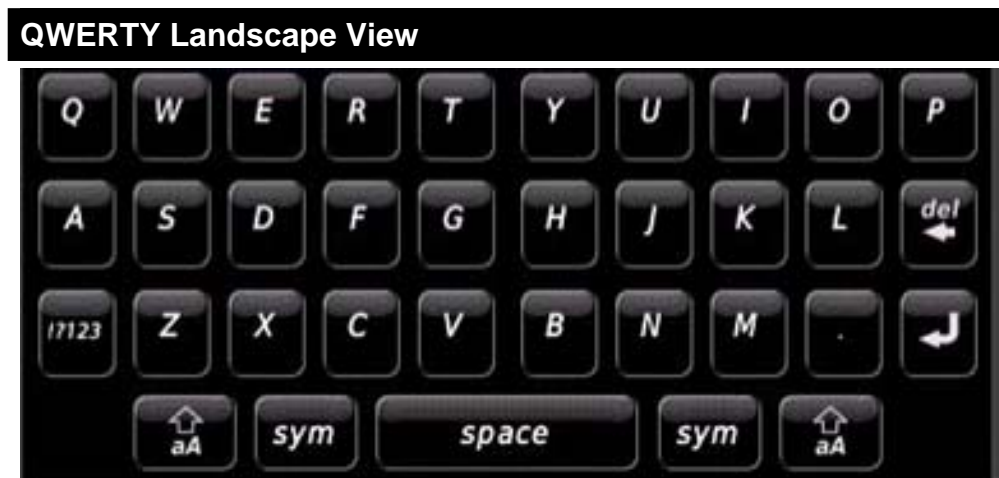 QWERTY Landscape View
Q W E R T Y U I O P
A S D F G H J K L del
!?123 Z X C V B N M .
aA sym space sym aA